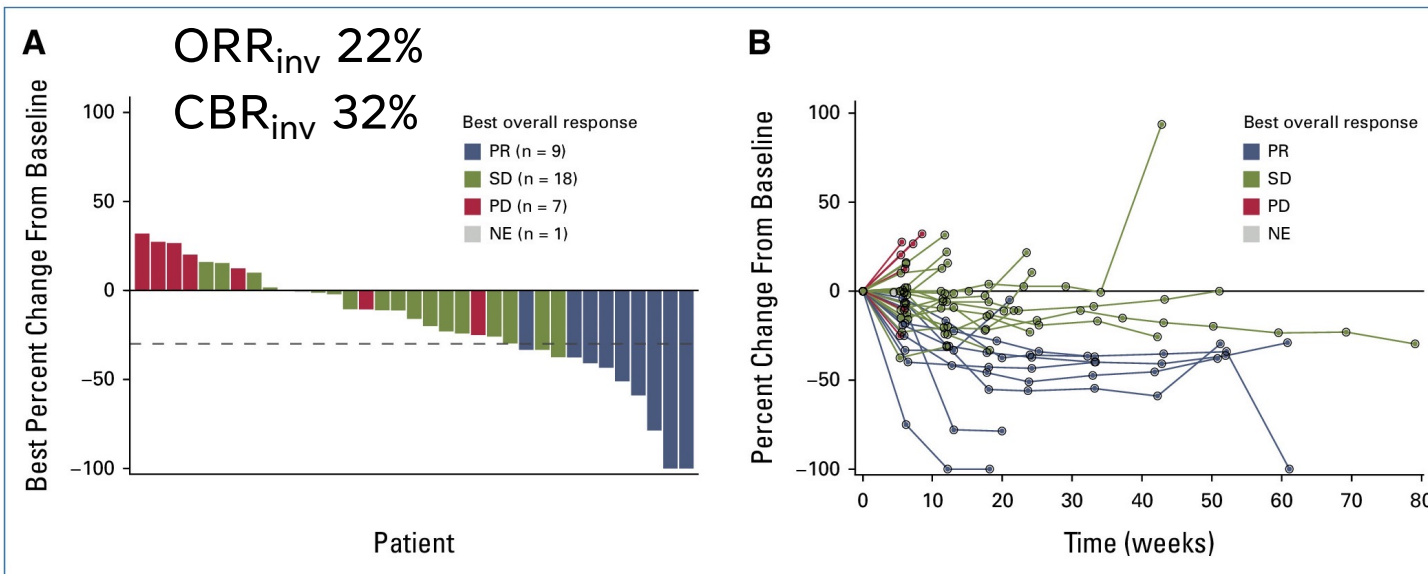 A
ORRinv 22%
CBRinv 32%
Best Percent Change From Baseline
100
50
0
−50
−100
Best overall response
PR (n = 9)
SD (n = 18)
PD (n = 7)
NE (n = 1)
Patient
B
Percent Change From Baseline
100
50
0
−50
−100
Best overall response
PR
SD
PD
NE
0 10 20 30 40 50 60 70 80
Time (weeks)